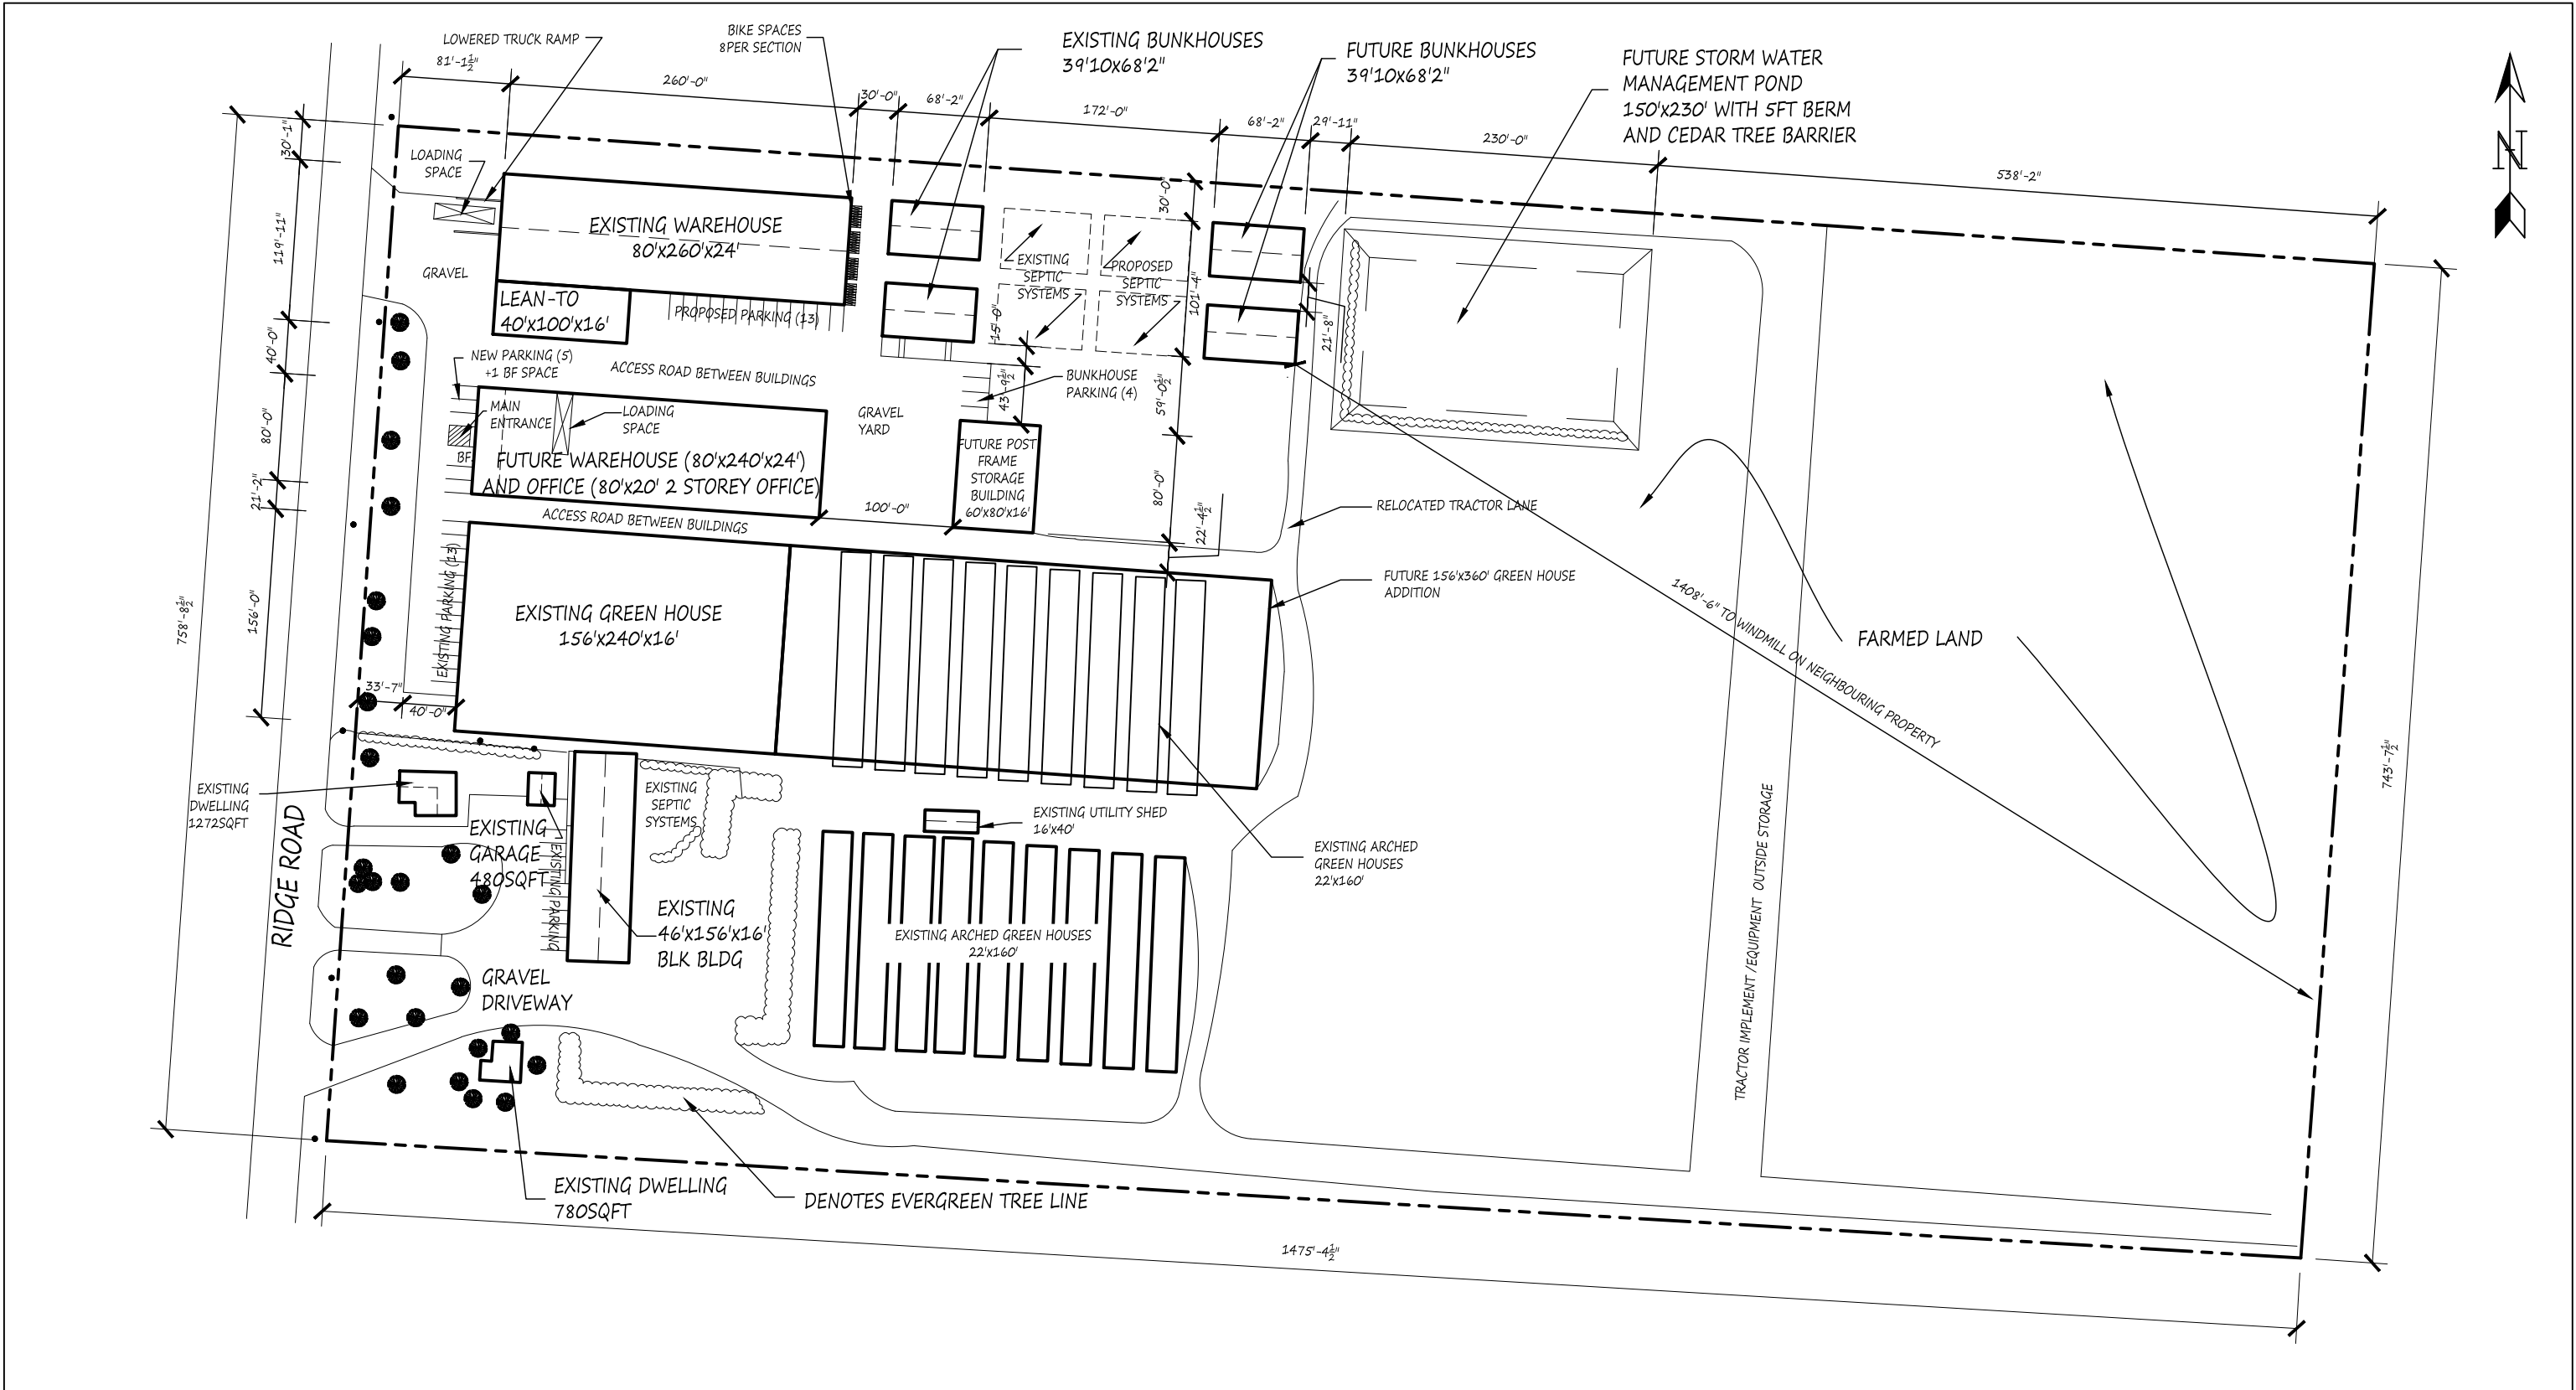 LOWERED TRUCK RAMP
BIKE SPACES
8PER SECTION
EXISTING BUNKHOUSES
39'10x68'2"
FUTURE BUNKHOUSES
39'10x68'2"
FUTURE STORM WATER
MANAGEMENT POND
150'x230' WITH 5FT BERM
AND CEDAR TREE BARRIER
N
81'-1½"
260'-0"
30'-0"
68'-2"
172'-0"
68'-2"
29'-11"
230'-0"
538'-2"
30'-1"
119'-11"
40'-0"
80'-0"
21'-2"
156'-0"
758'-8½"
LOADING
SPACE
GRAVEL
EXISTING WAREHOUSE
80'x260'x24'
LEAN-TO
40'x100'x16'
PROPOSED PARKING (13)
EXISTING
SEPTIC
SYSTEMS
PROPOSED
SEPTIC
SYSTEMS
30'-0"
101'-4"
15'-0"
21'-8"
43'-9½"
59'-0½"
80'-0"
22'-4½"
NEW PARKING (5)
+1 BF SPACE
ACCESS ROAD BETWEEN BUILDINGS
MAIN
ENTRANCE
LOADING
SPACE
BF
GRAVEL
YARD
BUNKHOUSE
PARKING (4)
FUTURE WAREHOUSE (80'x240'x24')
AND OFFICE (80'x20' 2 STOREY OFFICE)
FUTURE POST
FRAME
STORAGE
BUILDING
60'x80'x16'
100'-0"
ACCESS ROAD BETWEEN BUILDINGS
RELOCATED TRACTOR LANE
FUTURE 156'x360' GREEN HOUSE
ADDITION
EXISTING PARKING (13)
EXISTING GREEN HOUSE
156'x240'x16'
33'-7"
40'-0"
1408'-6" TO WINDMILL ON NEIGHBOURING PROPERTY
FARMED LAND
743'-7½"
EXISTING
DWELLING
1272SQFT
RIDGE ROAD
EXISTING
GARAGE
480SQFT
EXISTING PARKING
EXISTING
SEPTIC
SYSTEMS
EXISTING UTILITY SHED
16'x40'
EXISTING ARCHED
GREEN HOUSES
22'x160'
EXISTING
46'x156'x16'
BLK BLDG
EXISTING ARCHED GREEN HOUSES
22'x160'
GRAVEL
DRIVEWAY
TRACTOR IMPLEMENT /EQUIPMENT OUTSIDE STORAGE
EXISTING DWELLING
780SQFT
DENOTES EVERGREEN TREE LINE
1475'-4½"